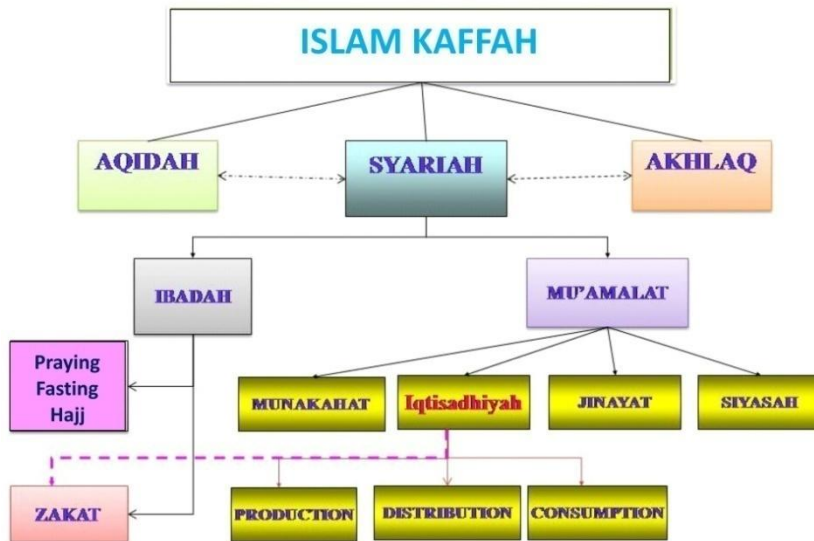 ISLAM KAFFAH
AQIDAH
SYARIAH
AKHLAQ
IBADAH
MU'AMALAT
Praying
Fasting
Hajj
MUNAKAHAT
Iqtisadhiyah
JINAYAT
SIYASAH
ZAKAT
PRODUCTION
DISTRIBUTION
CONSUMPTION